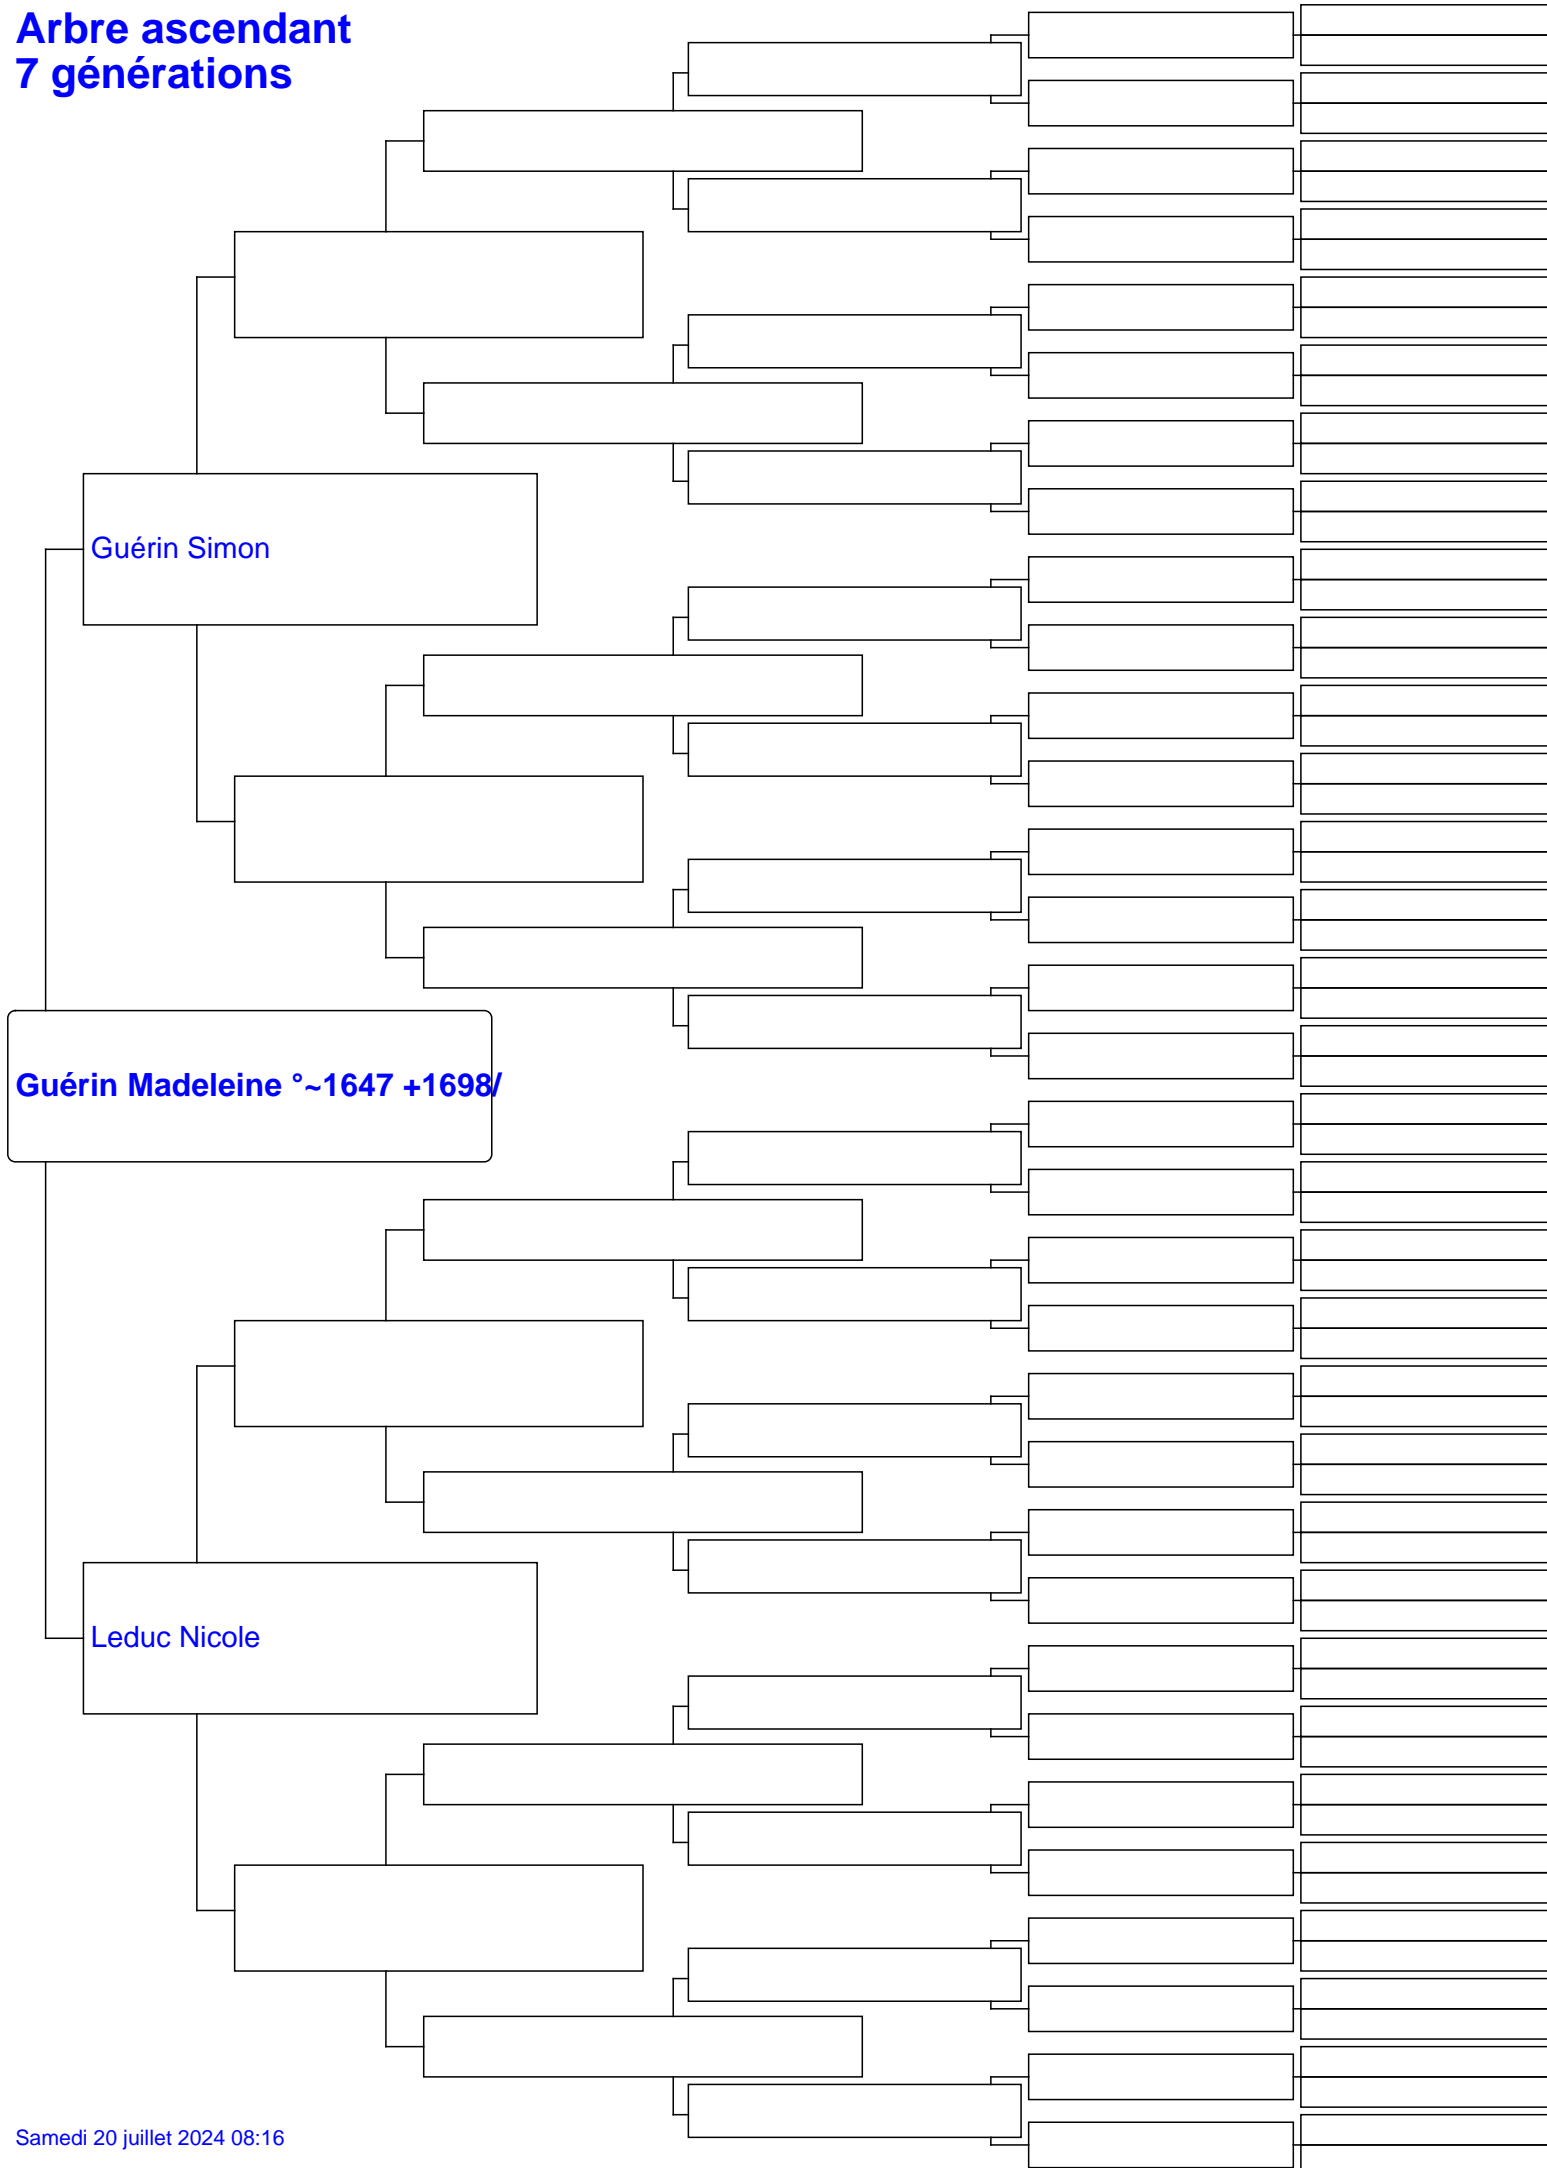 Arbre ascendant
7 générations
Guérin Simon
Guérin Madeleine °~1647 +1698/
Leduc Nicole
Samedi 20 juillet 2024 08:16